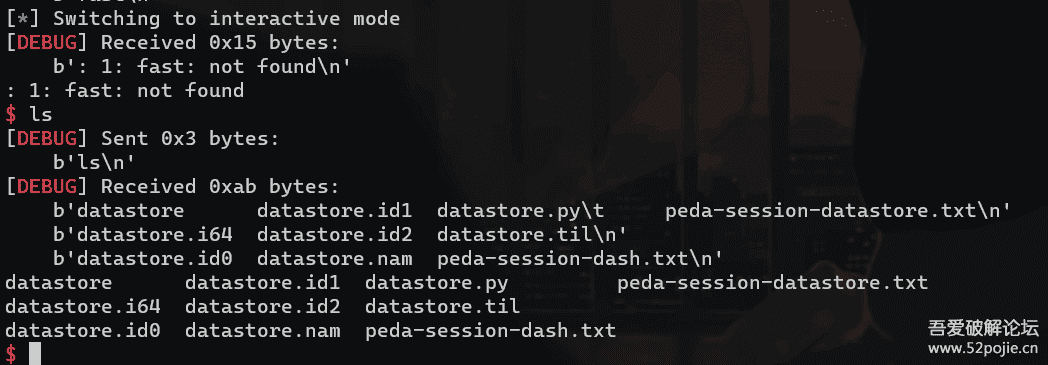 [*] Switching to interactive mode
[DEBUG] Received 0x15 bytes:
    b': 1: fast: not found\n'
: 1: fast: not found
$ ls
[DEBUG] Sent 0x3 bytes:
    b'ls\n'
[DEBUG] Received 0xab bytes:
    b'datastore      datastore.id1  datastore.py\t     peda-session-datastore.txt\n'
    b'datastore.i64  datastore.id2  datastore.til\n'
    b'datastore.id0  datastore.nam  peda-session-dash.txt\n'
datastore      datastore.id1  datastore.py         peda-session-datastore.txt
datastore.i64  datastore.id2  datastore.til
datastore.id0  datastore.nam  peda-session-dash.txt
$
吾爱破解论坛
www.52pojie.cn